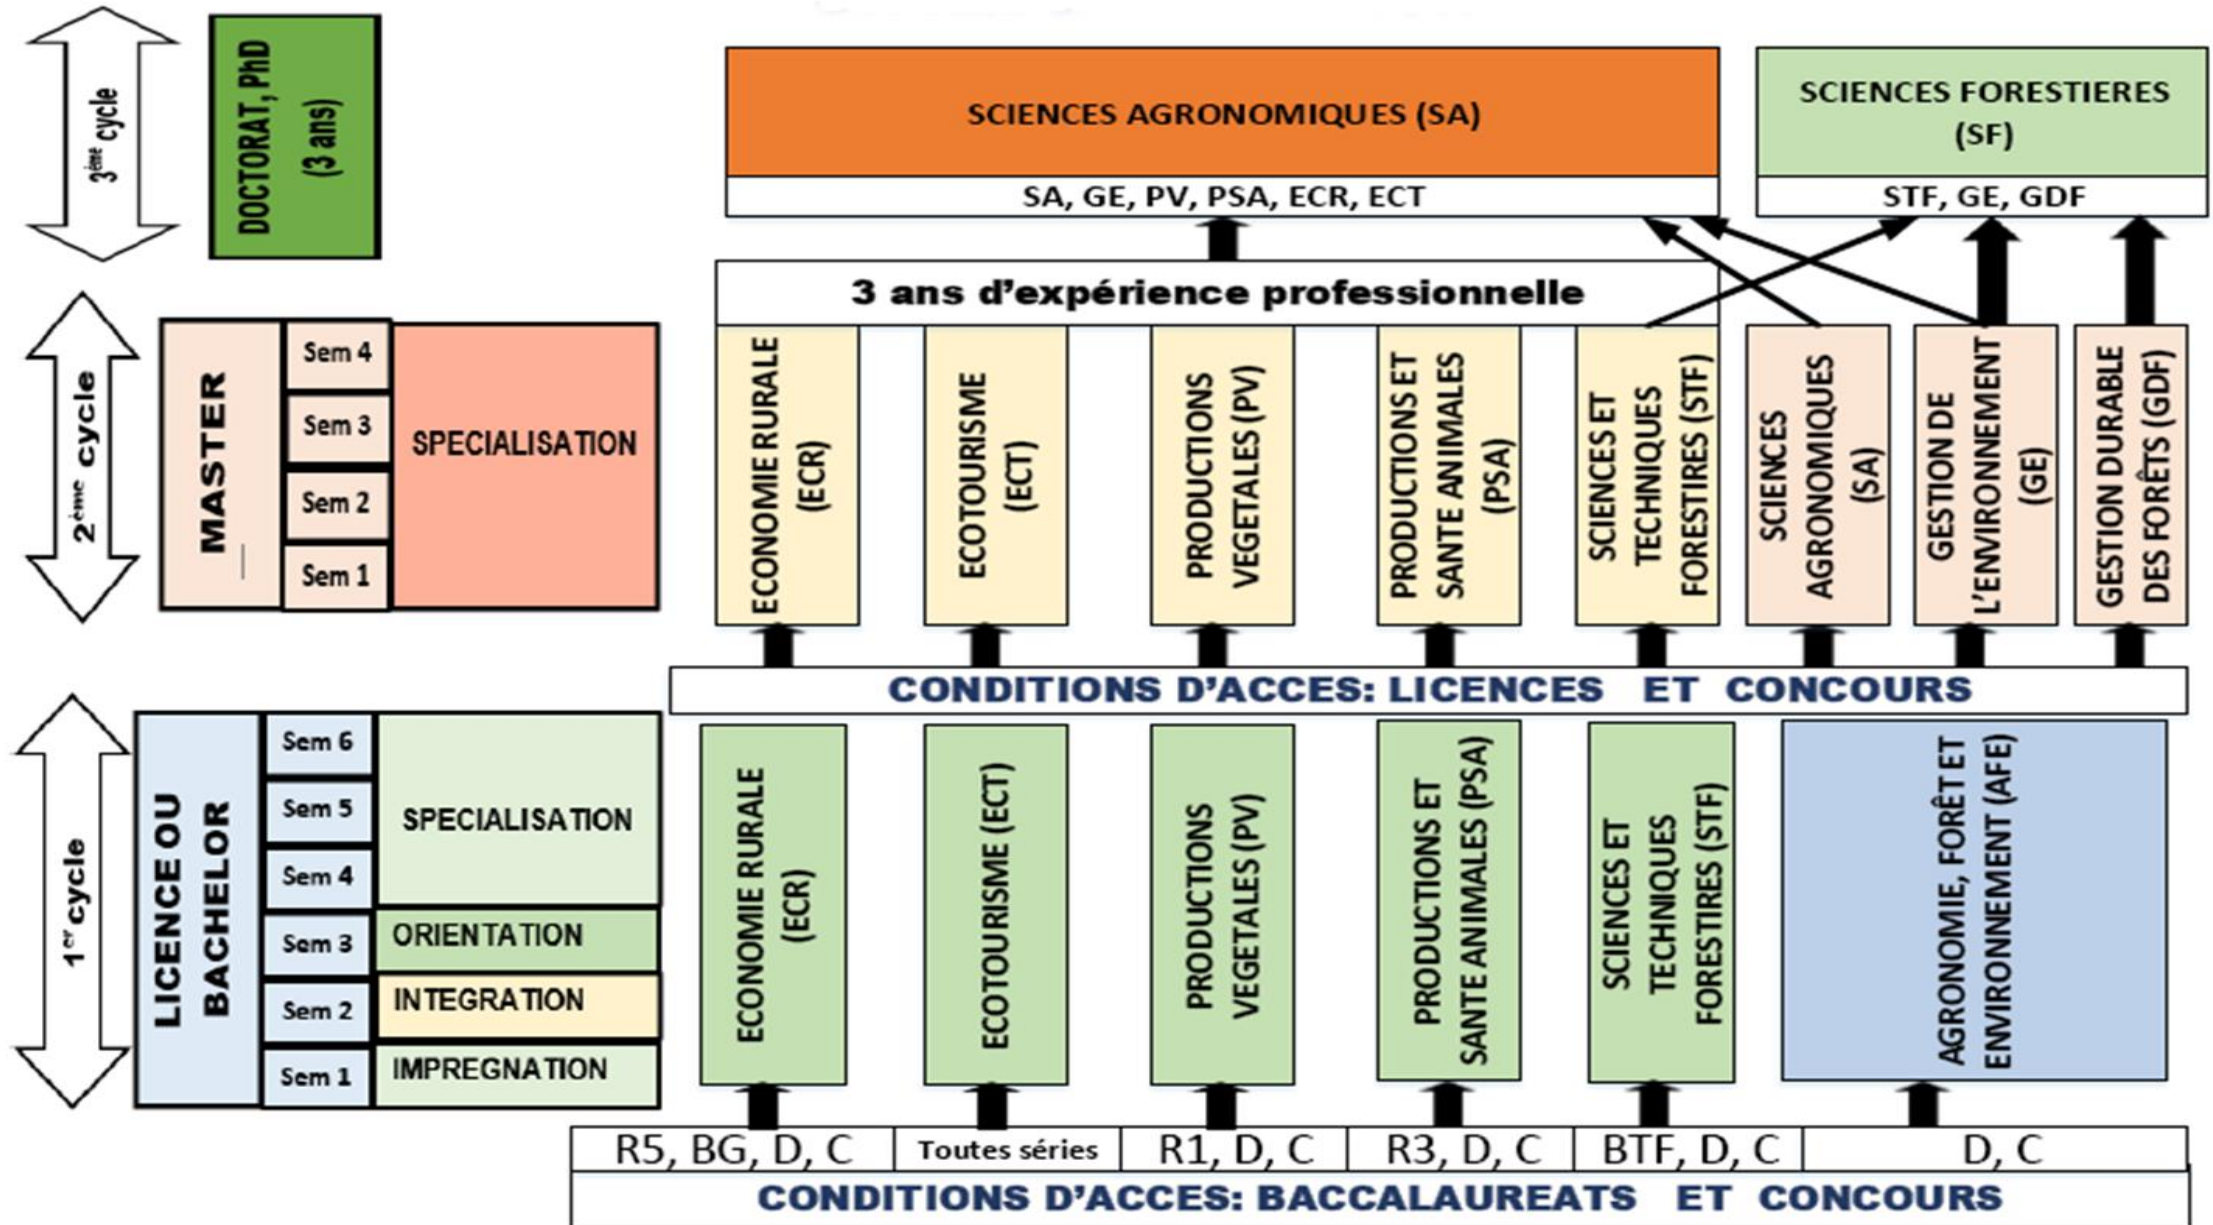 3ème cycle
DOCTORAT, PhD
(3 ans)
SCIENCES AGRONOMIQUES (SA)
SA, GE, PV, PSA, ECR, ECT
SCIENCES FORESTIERES
(SF)
STF, GE, GDF
3 ans d'expérience professionnelle
2ème cycle
MASTER
Sem 4
Sem 3
Sem 2
Sem 1
SPECIALISATION
ECONOMIE RURALE
(ECR)
ECOTOURISME
(ECT)
PRODUCTIONS
VEGETALES (PV)
PRODUCTIONS ET
SANTE ANIMALES
(PSA)
SCIENCES ET
TECHNIQUES
FORESTIRES (STF)
SCIENCES
AGRONOMIQUES
(SA)
GESTION DE
L'ENVIRONNEMENT
(GE)
GESTION DURABLE
DES FORÊTS (GDF)
CONDITIONS D'ACCES: LICENCES ET CONCOURS
1er cycle
LICENCE OU
BACHELOR
Sem 6
Sem 5
Sem 4
Sem 3
Sem 2
Sem 1
SPECIALISATION
ORIENTATION
INTEGRATION
IMPREGNATION
ECONOMIE RURALE
(ECR)
ECOTOURISME (ECT)
PRODUCTIONS
VEGETALES (PV)
PRODUCTIONS ET
SANTE ANIMALES (PSA)
SCIENCES ET
TECHNIQUES
FORESTIRES (STF)
AGRONOMIE, FORÊT ET
ENVIRONNEMENT (AFE)
R5, BG, D, C
Toutes séries
R1, D, C
R3, D, C
BTF, D, C
D, C
CONDITIONS D'ACCES: BACCALAUREATS ET CONCOURS